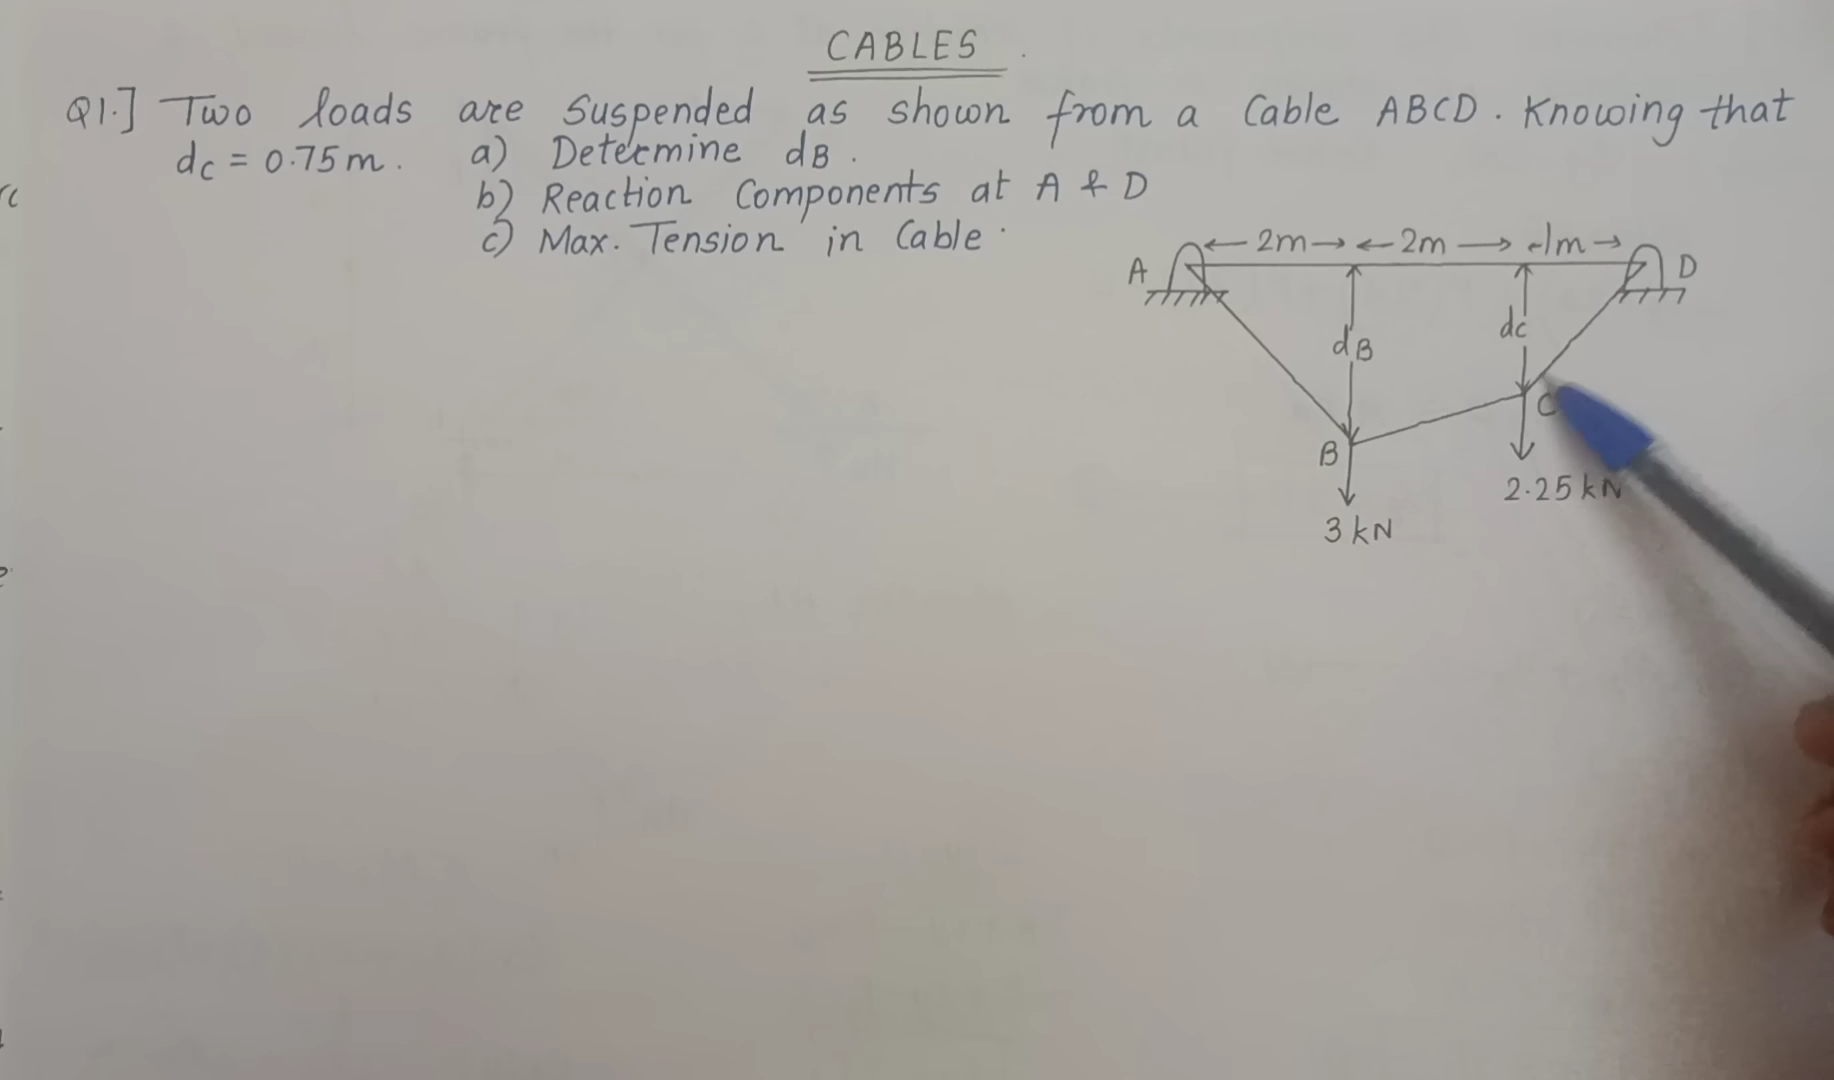 CABLES
Q1.] Two loads are suspended as shown from a Cable ABCD. Knowing that
dc = 0.75m. a) Determine dB.
b) Reaction Components at A & D
c) Max. Tension in Cable.
2m 2m 1m
A D
dB dc
B C
2.25 kN
3 kN